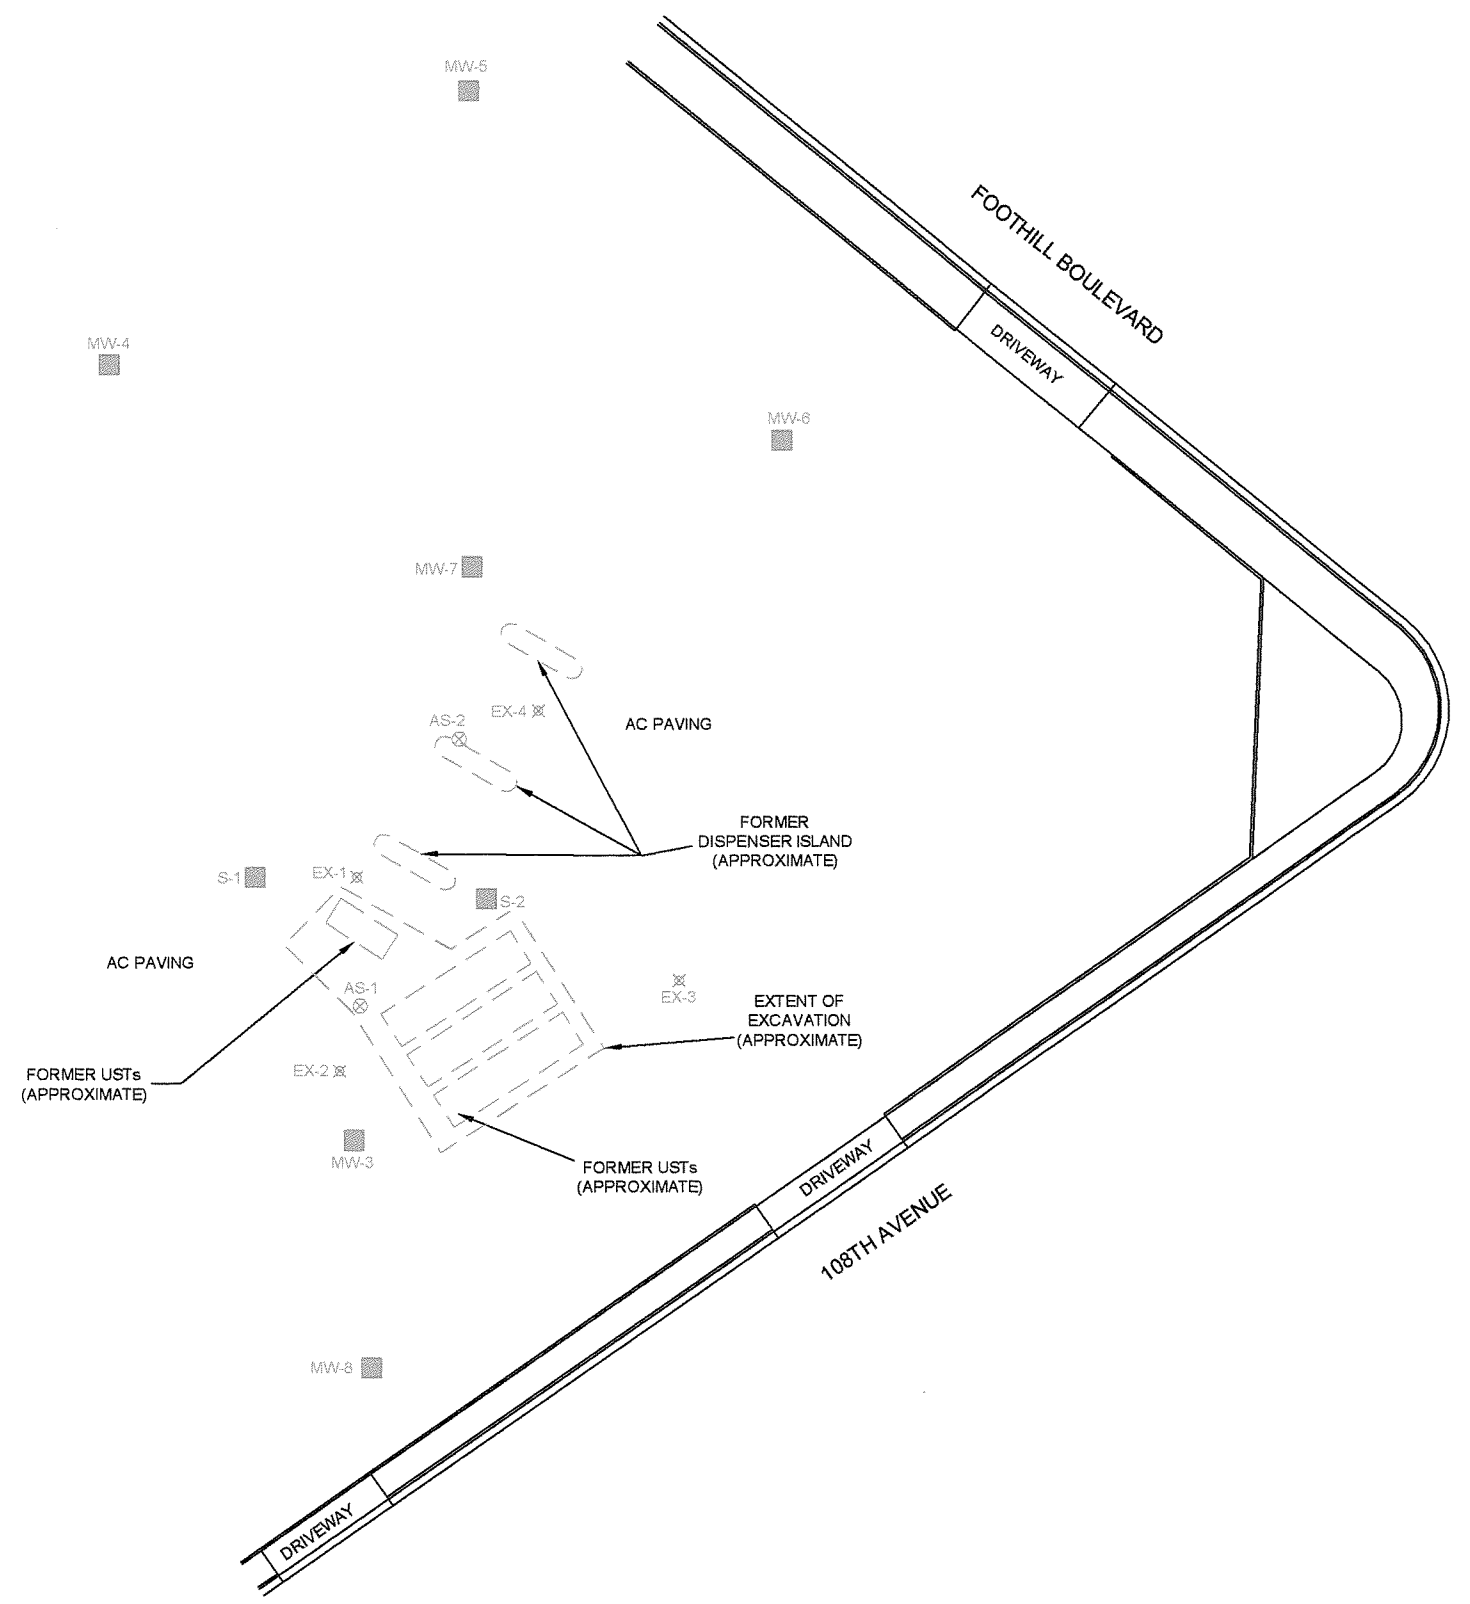 MW-5
FOOTHILL BOULEVARD
DRIVEWAY
MW-4
MW-6
MW-7
EX-4
AS-2
AC PAVING
FORMER
DISPENSER ISLAND
(APPROXIMATE)
S-1
EX-1
S-2
AC PAVING
AS-1
EX-3
EXTENT OF
EXCAVATION
(APPROXIMATE)
EX-2
FORMER USTs
(APPROXIMATE)
MW-3
FORMER USTs
(APPROXIMATE)
DRIVEWAY
108TH AVENUE
MW-8
DRIVEWAY